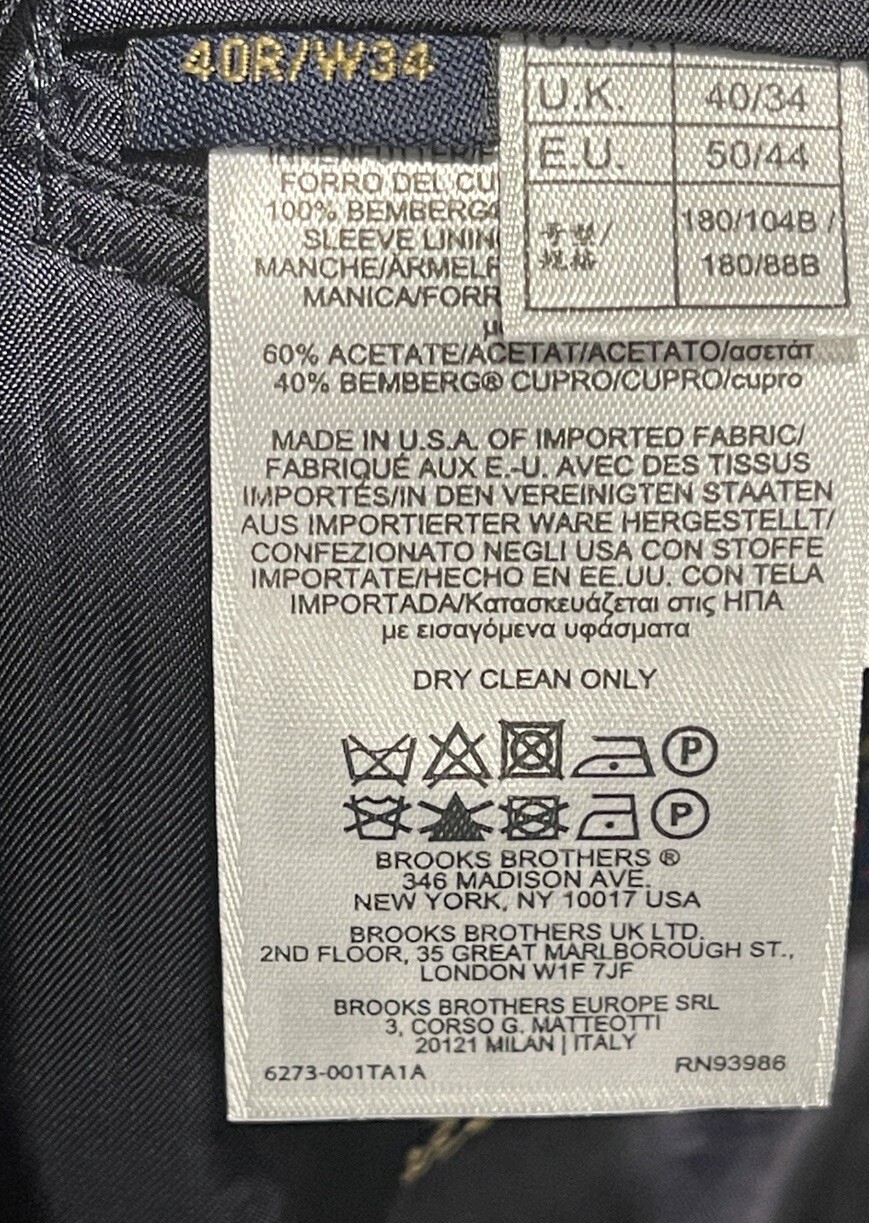 40R/W34
U.K. 40/34
E.U. 50/44
号型/ 180/104B /
规格 180/88B
FORRO DEL CU
100% BEMBERG
SLEEVE LININ
MANCHE/ÄRMELF
MANICA/FORR
60% ACETATE/ACETAT/ACETATO/ασετάτ
40% BEMBERG® CUPRO/CUPRO/cupro
MADE IN U.S.A. OF IMPORTED FABRIC/
FABRIQUÉ AUX E.-U. AVEC DES TISSUS
IMPORTÉS/IN DEN VEREINIGTEN STAATEN
AUS IMPORTIERTER WARE HERGESTELLT/
CONFEZIONATO NEGLI USA CON STOFFE
IMPORTATE/HECHO EN EE.UU. CON TELA
IMPORTADA/Κατασκευάζεται στις ΗΠΑ
με εισαγόμενα υφάσματα
DRY CLEAN ONLY
P
P
BROOKS BROTHERS ®
346 MADISON AVE.
NEW YORK, NY 10017 USA
BROOKS BROTHERS UK LTD.
2ND FLOOR, 35 GREAT MARLBOROUGH ST.,
LONDON W1F 7JF
BROOKS BROTHERS EUROPE SRL
3, CORSO G. MATTEOTTI
20121 MILAN | ITALY
6273-001TA1A RN93986